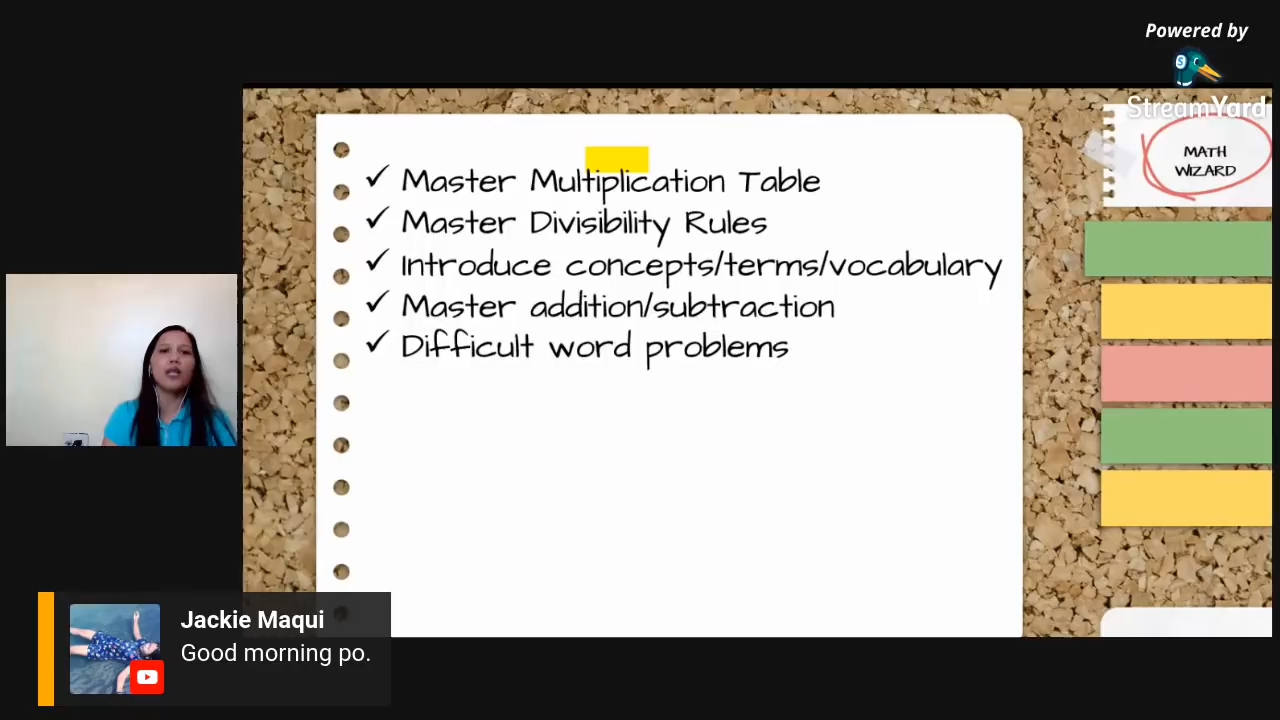 Powered by
StreamYard
MATH
WIZARD
✓ Master Multiplication Table
✓ Master Divisibility Rules
✓ Introduce concepts/terms/vocabulary
✓ Master addition/subtraction
✓ Difficult word problems
Jackie Maqui
Good morning po.